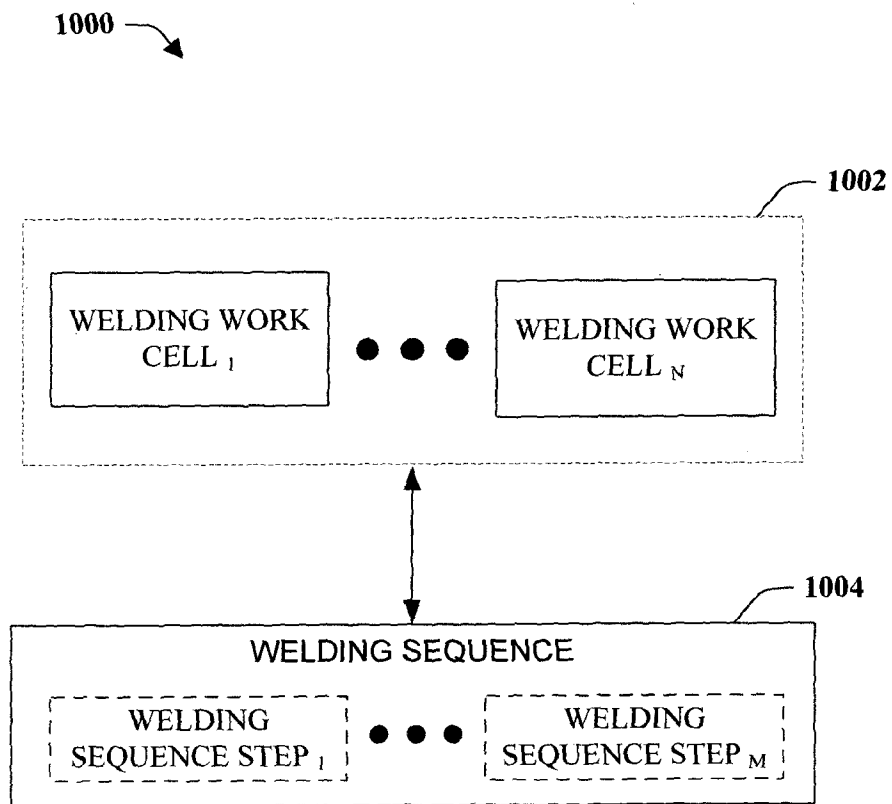 1000
1002
WELDING WORK
CELL 1
WELDING WORK
CELL N
1004
WELDING SEQUENCE
WELDING
SEQUENCE STEP 1
WELDING
SEQUENCE STEP M